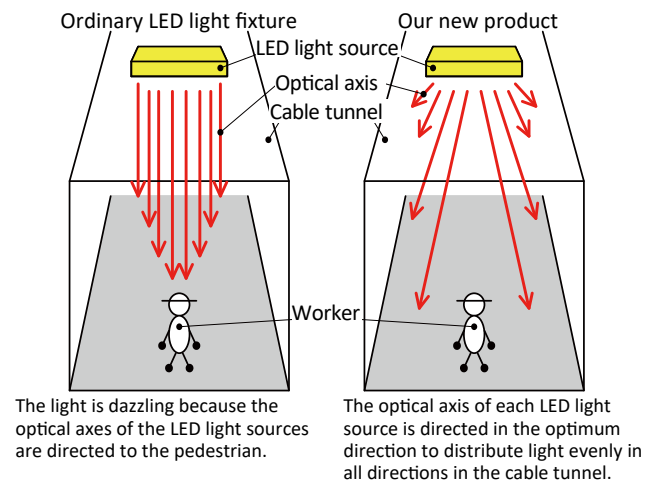 Ordinary LED light fixture
Our new product
LED light source
Optical axis
Cable tunnel
Worker
The light is dazzling because the
optical axes of the LED light sources
are directed to the pedestrian.
The optical axis of each LED light
source is directed in the optimum
direction to distribute light evenly in
all directions in the cable tunnel.